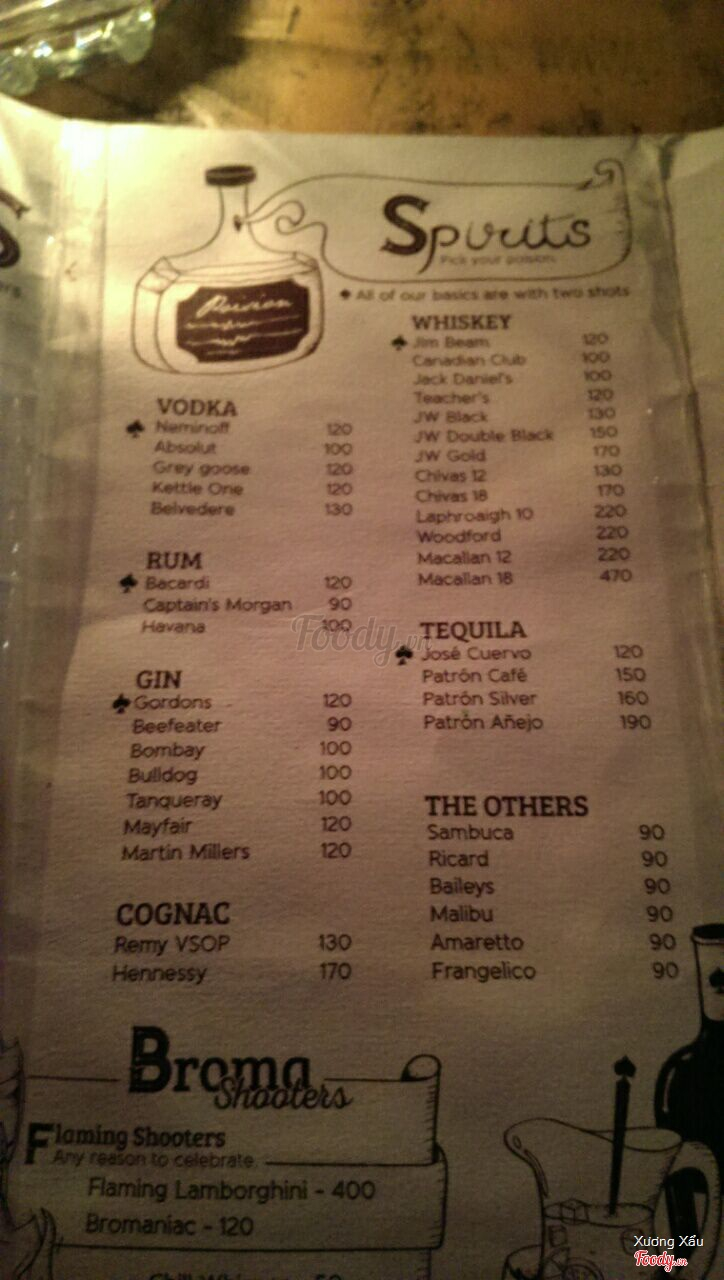 Spirits
Pick your poison.
♠ All of our basics are with two shots
VODKA
♠ Neminoff 120
Absolut 100
Grey goose 120
Kettle One 120
Belvedere 130
RUM
♠ Bacardi 120
Captain's Morgan 90
Havana 100
GIN
♠ Gordons 120
Beefeater 90
Bombay 100
Bulldog 100
Tanqueray 100
Mayfair 120
Martin Millers 120
COGNAC
Remy VSOP 130
Hennessy 170
WHISKEY
♠ Jim Beam 120
Canadian Club 100
Jack Daniel's 100
Teacher's 120
JW Black 130
JW Double Black 150
JW Gold 170
Chivas 12 130
Chivas 18 170
Laphroaigh 10 220
Woodford 220
Macallan 12 220
Macallan 18 470
TEQUILA
♠ José Cuervo 120
Patrón Café 150
Patrón Silver 160
Patrón Añejo 190
THE OTHERS
Sambuca 90
Ricard 90
Baileys 90
Malibu 90
Amaretto 90
Frangelico 90
Broma
Shooters
Flaming Shooters
Any reason to celebrate.
Flaming Lamborghini - 400
Bromaniac - 120
Foody.vn
Xương Xẩu
Foody.vn